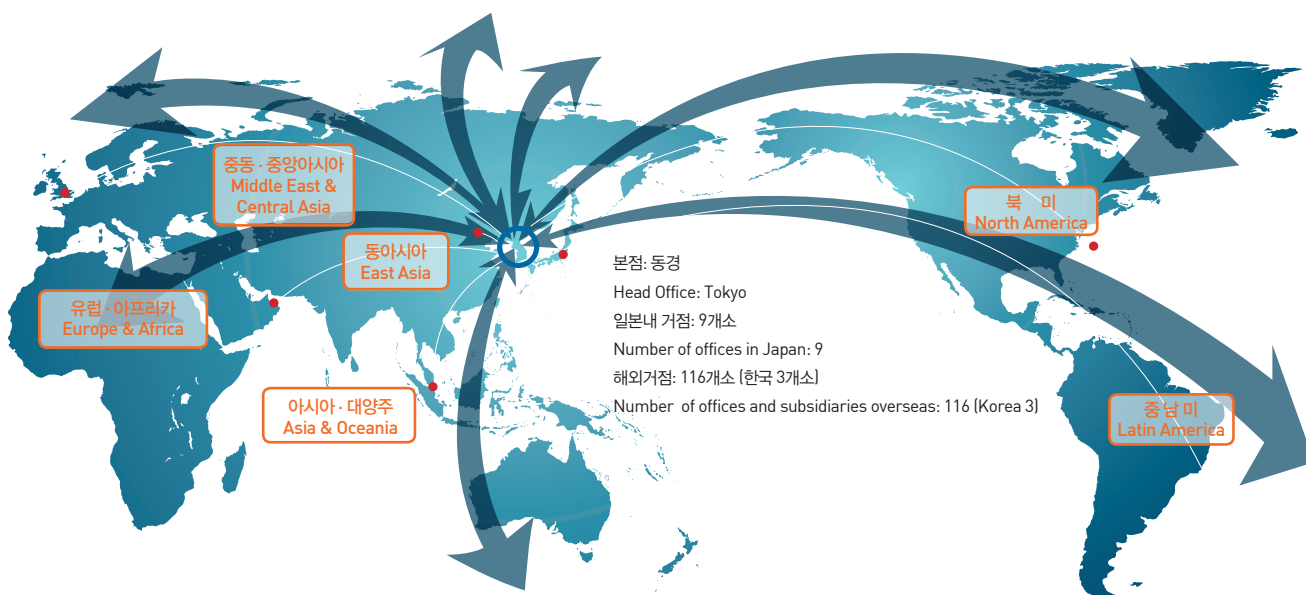 중동 · 중앙아시아
Middle East &
Central Asia
북 미
North America
동아시아
East Asia
본점: 동경
Head Office: Tokyo
일본내 거점: 9개소
Number of offices in Japan: 9
해외거점: 116개소 (한국 3개소)
Number of offices and subsidiaries overseas: 116 (Korea 3)
유럽 · 아프리카
Europe & Africa
아시아 · 대양주
Asia & Oceania
중 남 미
Latin America